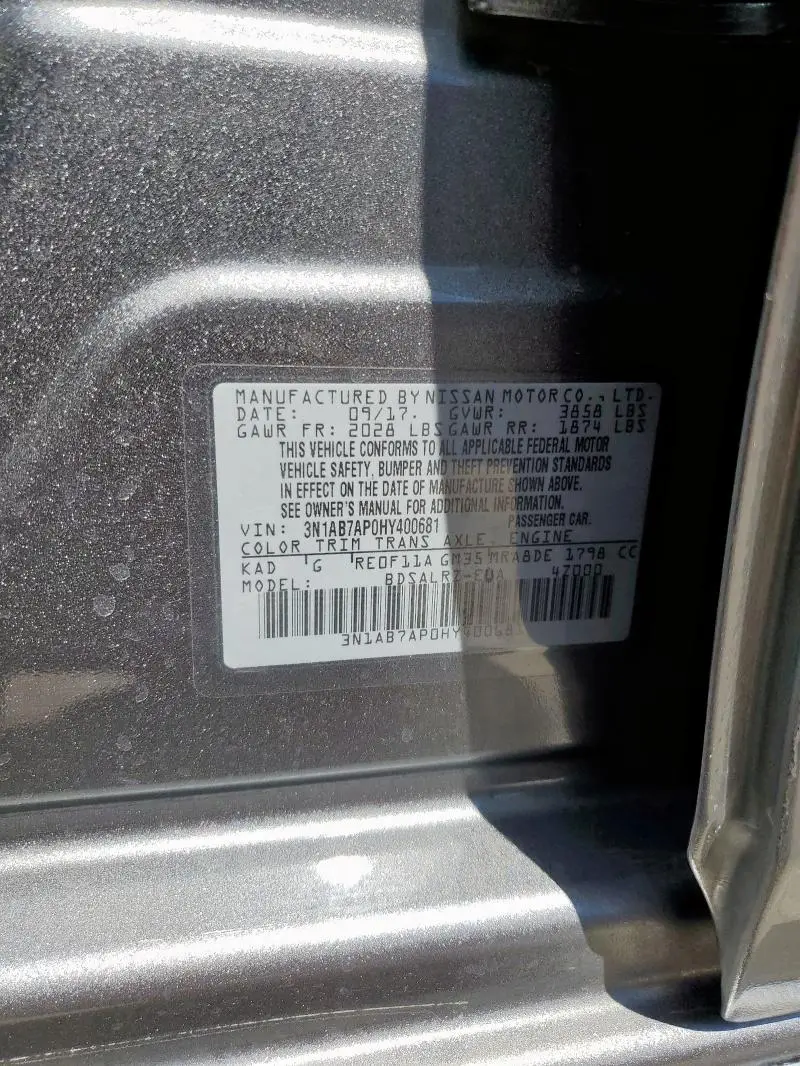 MANUFACTURED BY NISSAN MOTOR CO., LTD.
DATE: 09/17. GVWR: 3858 LBS
GAWR FR: 2028 LBS GAWR RR: 1874 LBS
THIS VEHICLE CONFORMS TO ALL APPLICABLE FEDERAL MOTOR
VEHICLE SAFETY, BUMPER AND THEFT PREVENTION STANDARDS
IN EFFECT ON THE DATE OF MANUFACTURE SHOWN ABOVE.
SEE OWNER'S MANUAL FOR ADDITIONAL INFORMATION.
VIN: 3N1AB7AP0HY400681 PASSENGER CAR.
COLOR TRIM TRANS AXLE. ENGINE
KAD G RE0F11A GM35 MRA8DE 1798 CC
MODEL: BDSALRZ-EUA 4Z000
3N1AB7AP0HY400681